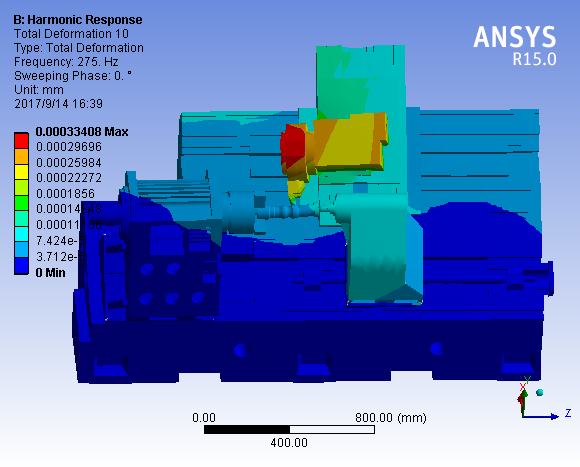 B: Harmonic Response
Total Deformation 10
Type: Total Deformation
Frequency: 275. Hz
Sweeping Phase: 0. °
Unit: mm
2017/9/14 16:39
ANSYS
R15.0
0.00033408 Max
0.00029696
0.00025984
0.00022272
0.0001856
7.424e-
3.712e-
0 Min
0.00
800.00 (mm)
400.00
X
Z